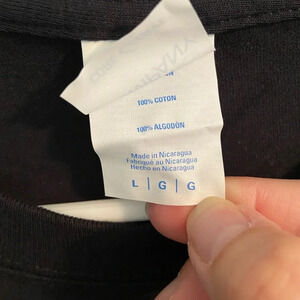 100% COTON
100% ALGODÓN
Made in Nicaragua
Fabriqué au Nicaragua
Hecho en Nicaragua
L | G | G